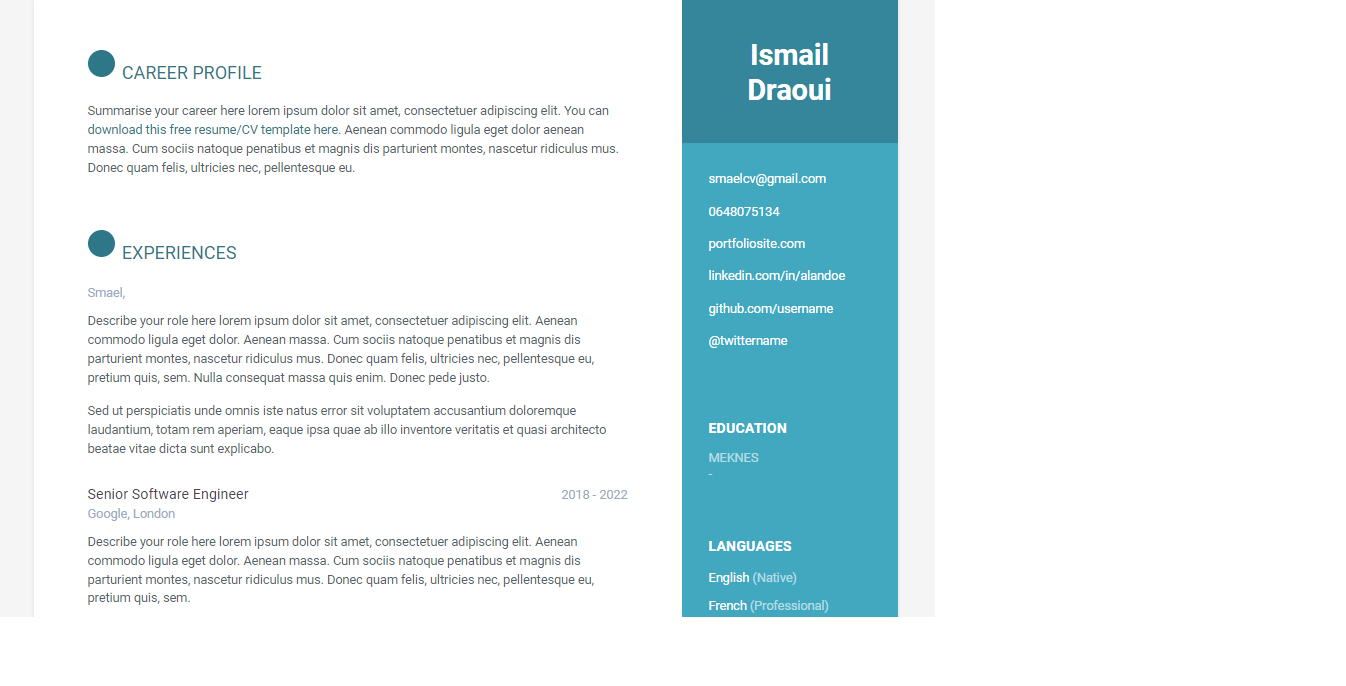 CAREER PROFILE
Summarise your career here lorem ipsum dolor sit amet, consectetuer adipiscing elit. You can
download this free resume/CV template here. Aenean commodo ligula eget dolor aenean
massa. Cum sociis natoque penatibus et magnis dis parturient montes, nascetur ridiculus mus.
Donec quam felis, ultricies nec, pellentesque eu.
EXPERIENCES
Smael,
Describe your role here lorem ipsum dolor sit amet, consectetuer adipiscing elit. Aenean
commodo ligula eget dolor. Aenean massa. Cum sociis natoque penatibus et magnis dis
parturient montes, nascetur ridiculus mus. Donec quam felis, ultricies nec, pellentesque eu,
pretium quis, sem. Nulla consequat massa quis enim. Donec pede justo.
Sed ut perspiciatis unde omnis iste natus error sit voluptatem accusantium doloremque
laudantium, totam rem aperiam, eaque ipsa quae ab illo inventore veritatis et quasi architecto
beatae vitae dicta sunt explicabo.
Senior Software Engineer 2018 - 2022
Google, London
Describe your role here lorem ipsum dolor sit amet, consectetuer adipiscing elit. Aenean
commodo ligula eget dolor. Aenean massa. Cum sociis natoque penatibus et magnis dis
parturient montes, nascetur ridiculus mus. Donec quam felis, ultricies nec, pellentesque eu,
pretium quis, sem.
Ismail
Draoui
smaelcv@gmail.com
0648075134
portfoliosite.com
linkedin.com/in/alandoe
github.com/username
@twittername
EDUCATION
MEKNES
-
LANGUAGES
English (Native)
French (Professional)